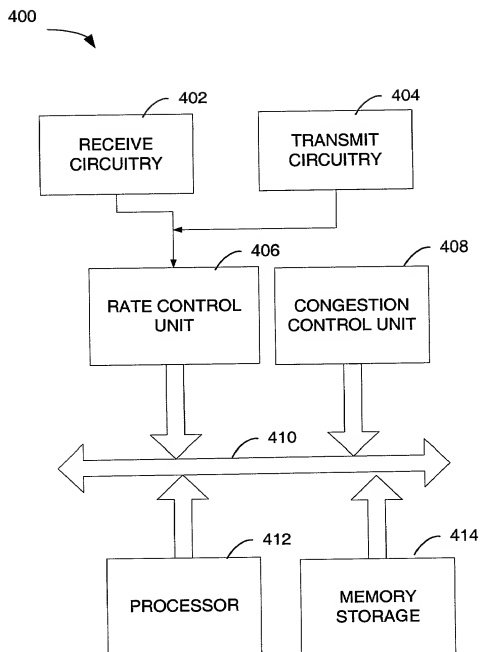 400
402
404
RECEIVE
CIRCUITRY
TRANSMIT
CIRCUITRY
406
408
RATE CONTROL
UNIT
CONGESTION
CONTROL UNIT
410
412
414
PROCESSOR
MEMORY
STORAGE